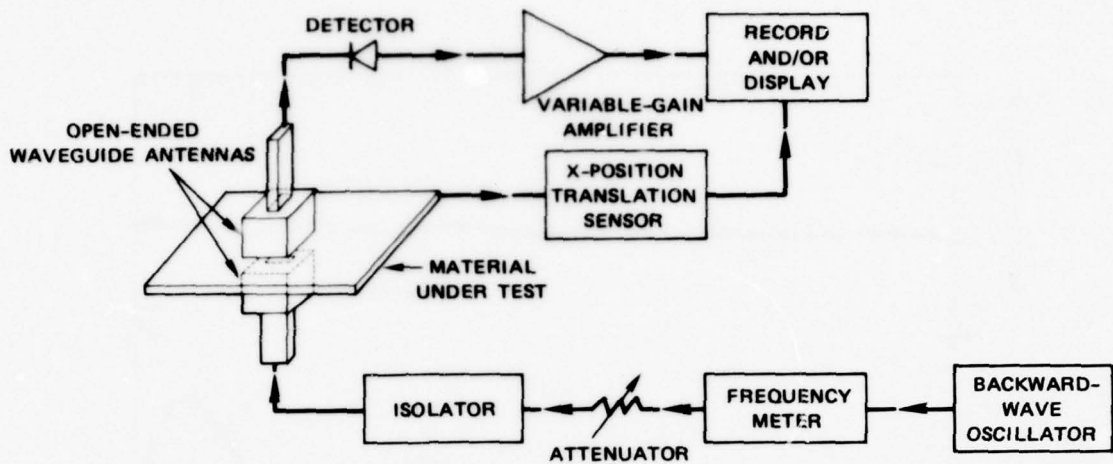 DETECTOR
RECORD
AND/OR
DISPLAY
VARIABLE-GAIN
AMPLIFIER
OPEN-ENDED
WAVEGUIDE ANTENNAS
X-POSITION
TRANSLATION
SENSOR
MATERIAL
UNDER TEST
ISOLATOR
ATTENUATOR
FREQUENCY
METER
BACKWARD-
WAVE
OSCILLATOR